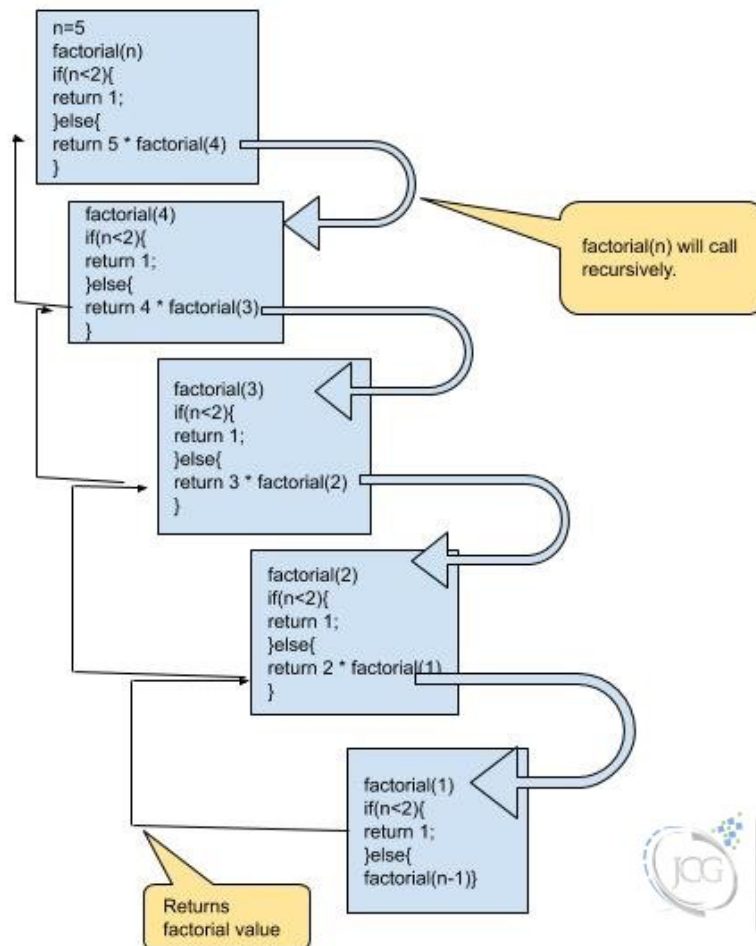 n=5
factorial(n)
if(n<2){
return 1;
}else{
return 5 * factorial(4)
}
factorial(4)
if(n<2){
return 1;
}else{
return 4 * factorial(3)
}
factorial(n) will call
recursively.
factorial(3)
if(n<2){
return 1;
}else{
return 3 * factorial(2)
}
factorial(2)
if(n<2){
return 1;
}else{
return 2 * factorial(1)
}
factorial(1)
if(n<2){
return 1;
}else{
factorial(n-1)}
Returns
factorial value
JCG